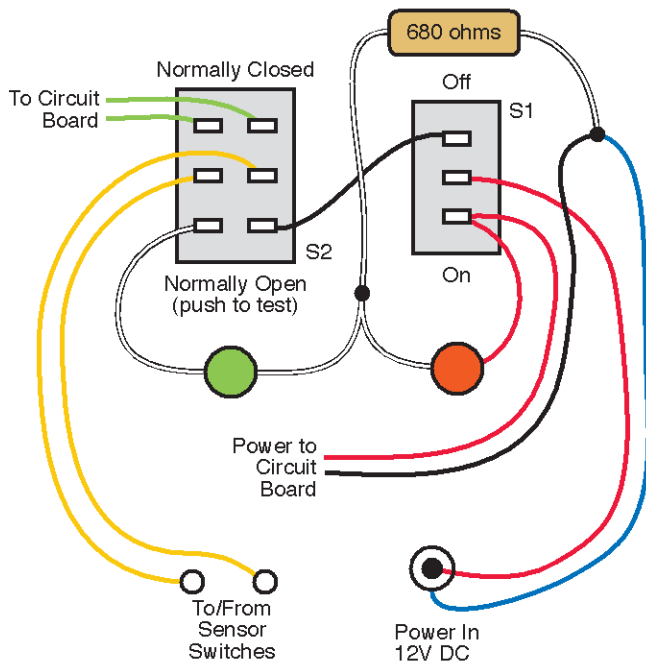 680 ohms
Normally Closed
Off
To Circuit
Board
S1
S2
Normally Open
(push to test)
On
Power to
Circuit
Board
To/From
Sensor
Switches
Power In
12V DC